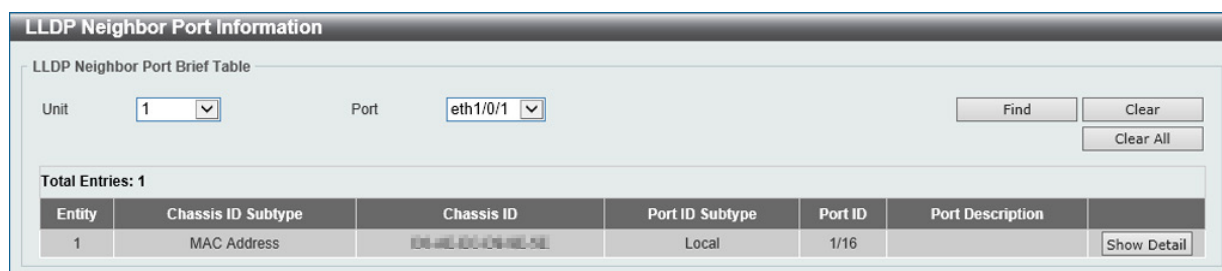 LLDP Neighbor Port Information
LLDP Neighbor Port Brief Table
Unit 1 Port eth1/0/1 Find Clear
Clear All
Total Entries: 1
Entity Chassis ID Subtype Chassis ID Port ID Subtype Port ID Port Description
1 MAC Address Local 1/16 Show Detail